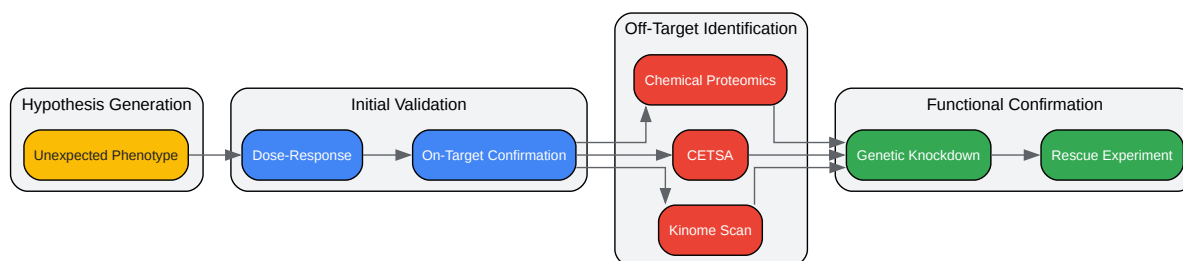 Hypothesis Generation
Unexpected Phenotype
Initial Validation
Dose-Response
On-Target Confirmation
Off-Target Identification
Chemical Proteomics
CETSA
Kinome Scan
Functional Confirmation
Genetic Knockdown
Rescue Experiment